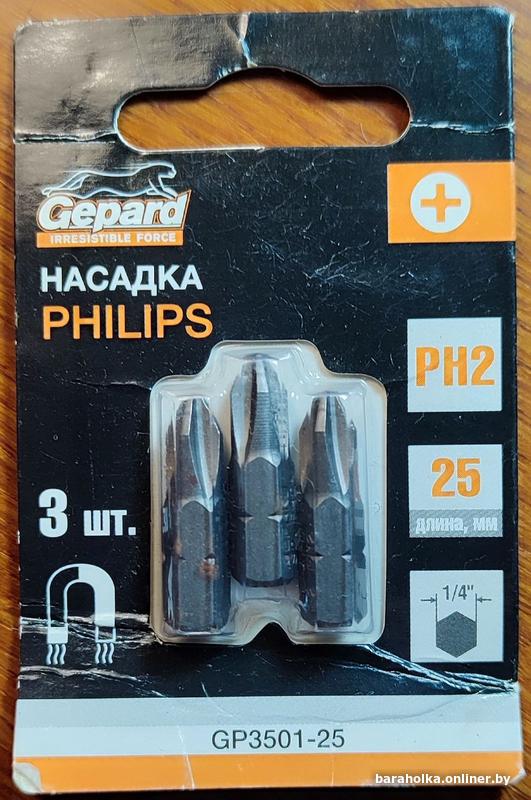 Gepard
IRRESISTIBLE FORCE
НАСАДКА
PHILIPS
PH2
25
длина, мм
3 шт.
1/4"
GP3501-25
baraholka.onliner.by